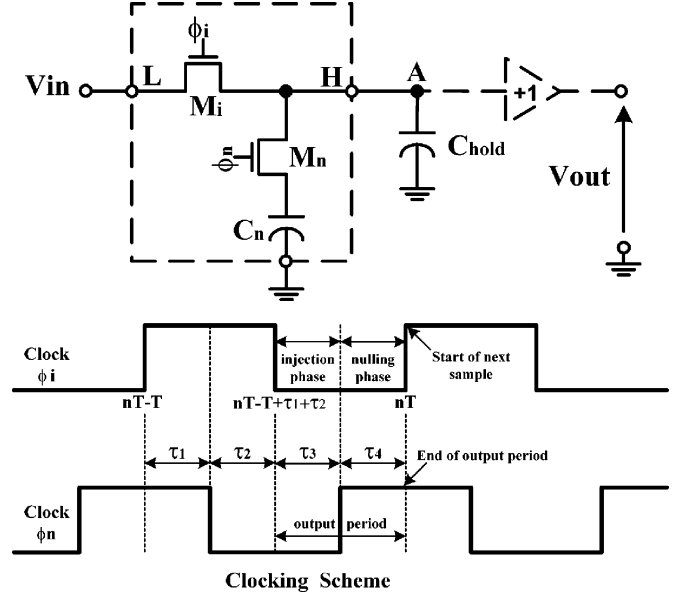 ϕi
Vin
L
H
A
Mi
+1
ϕn
Mn
Chold
Vout
Cn
Clock
ϕi
injection
phase
nulling
phase
Start of next
sample
nT-T
nT-T+τ1+τ2
nT
τ1
τ2
τ3
τ4
End of output period
Clock
ϕn
output period
Clocking Scheme